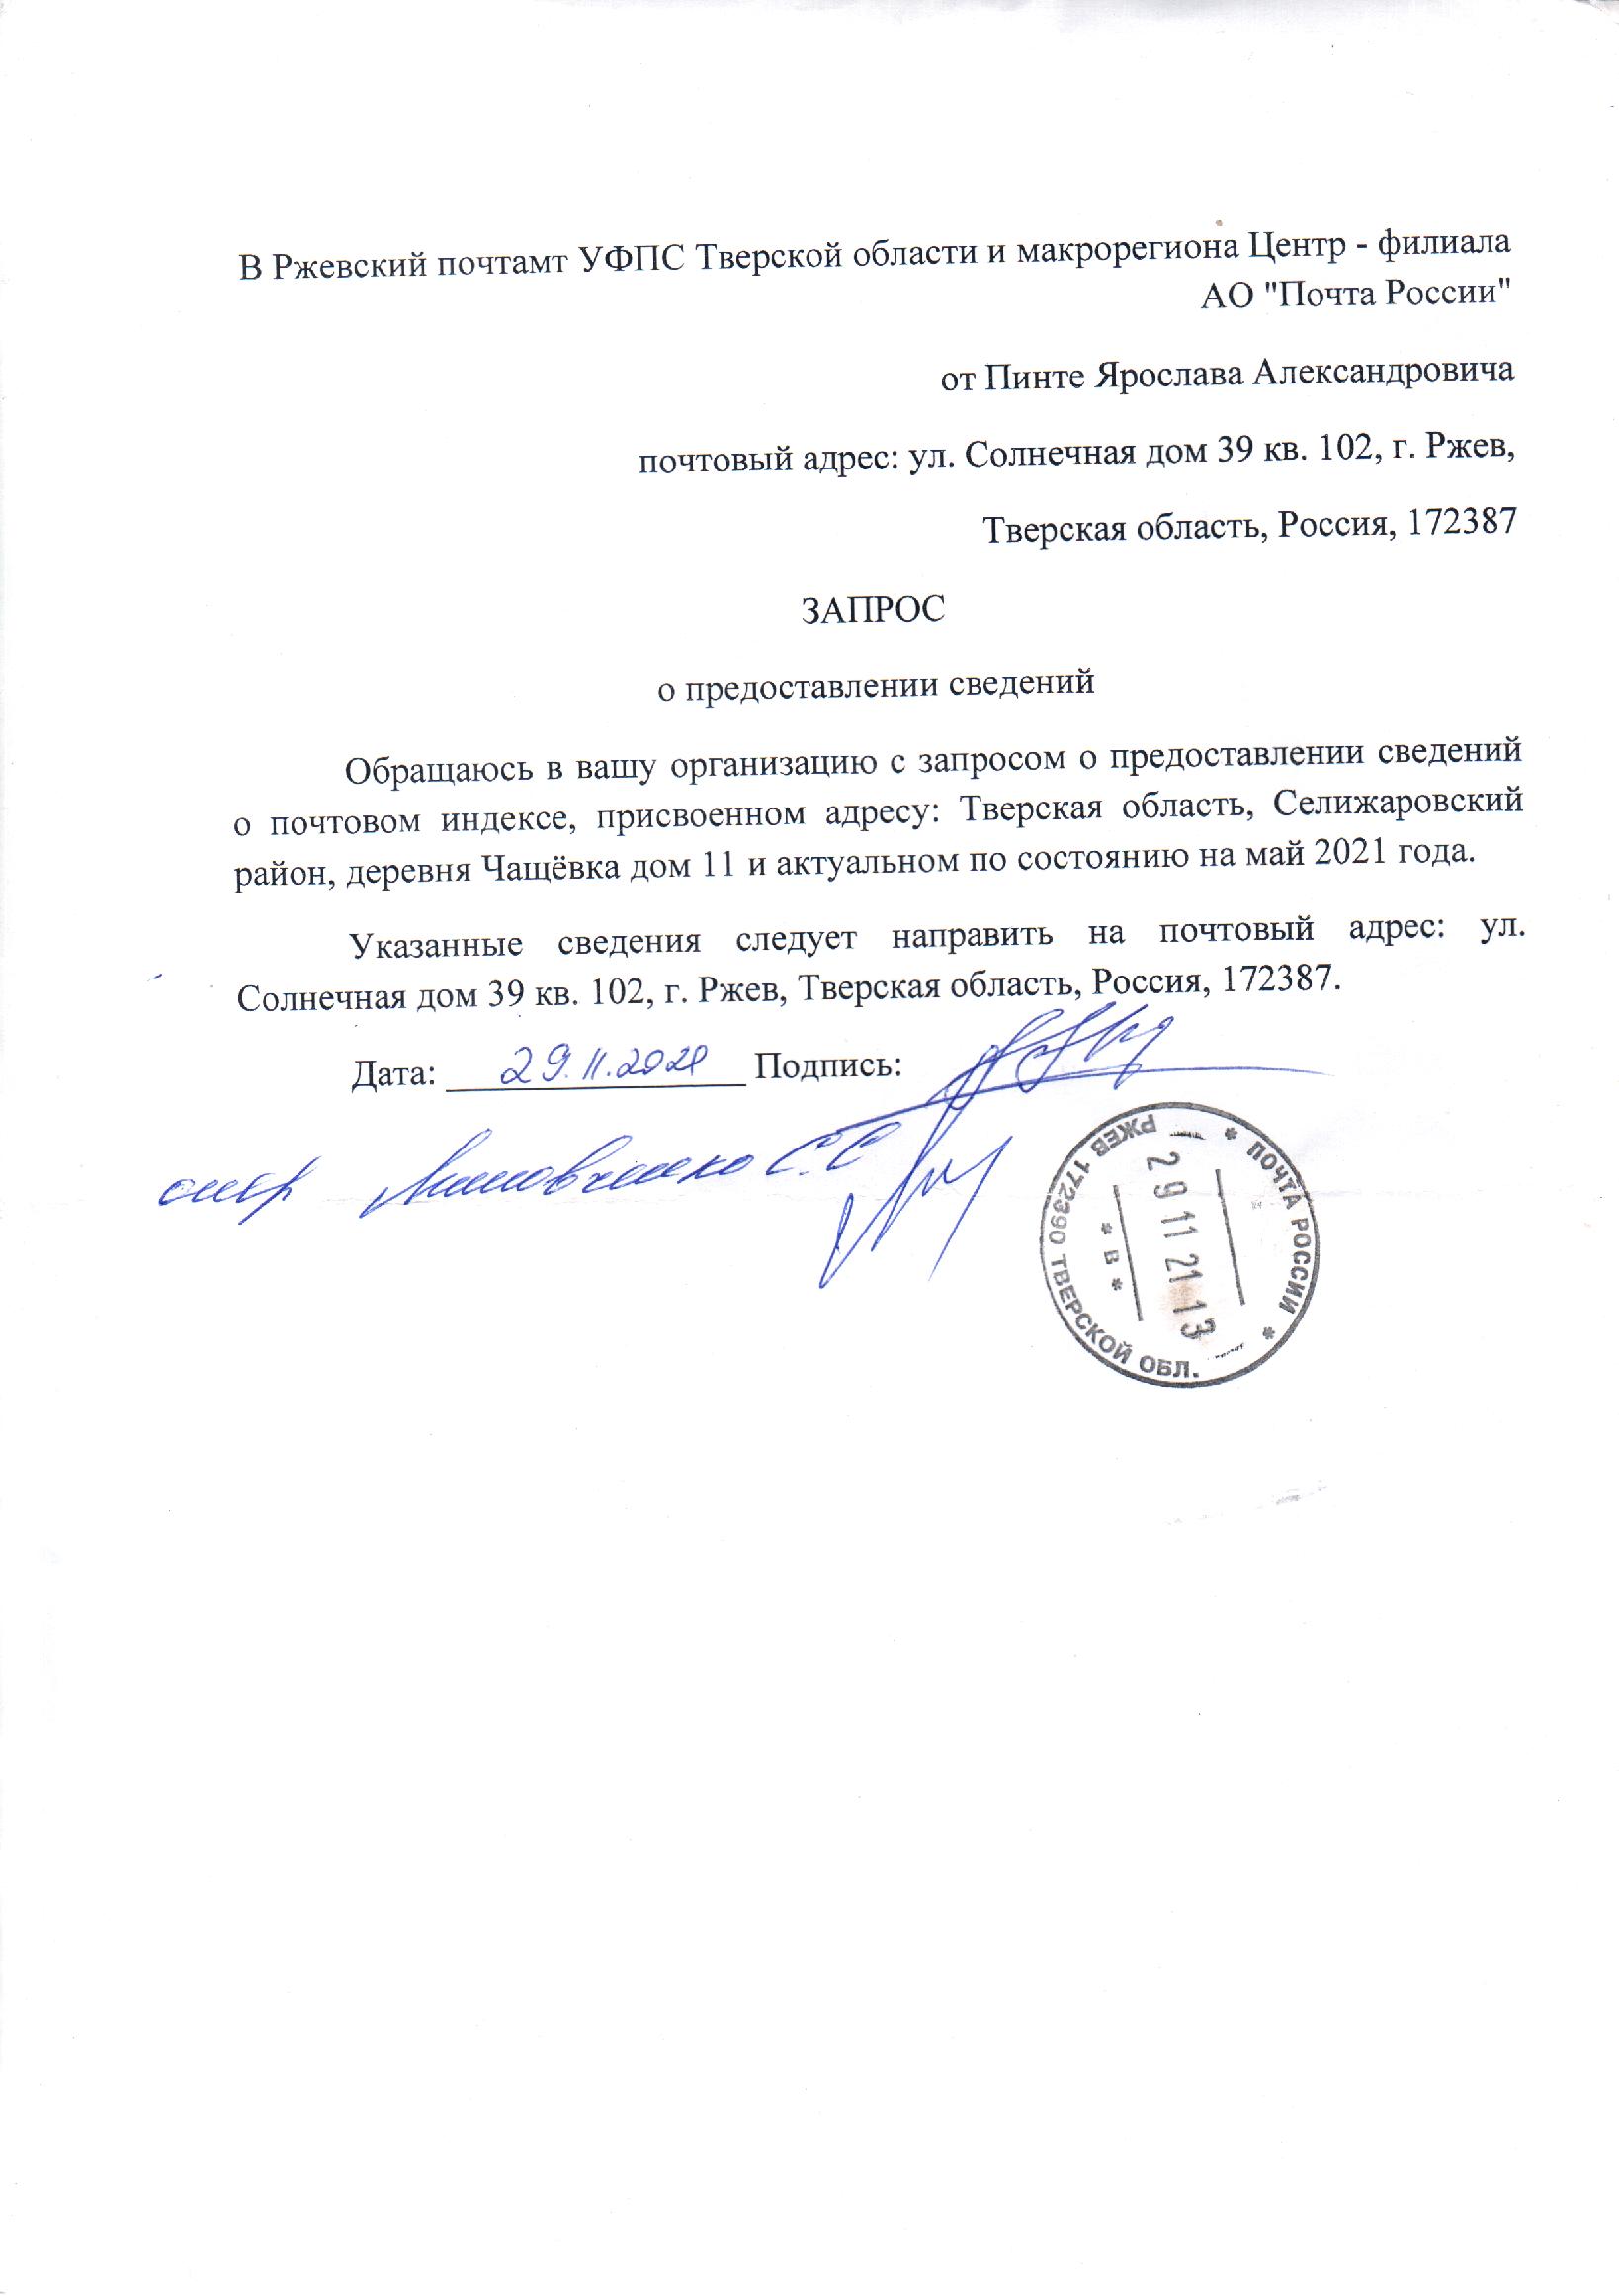 В Ржевский почтамт УФПС Тверской области и макрорегиона Центр - филиала
АО "Почта России"
от Пинте Ярослава Александровича
почтовый адрес: ул. Солнечная дом 39 кв. 102, г. Ржев,
Тверская область, Россия, 172387
ЗАПРОС
о предоставлении сведений
Обращаюсь в вашу организацию с запросом о предоставлении сведений
о почтовом индексе, присвоенном адресу: Тверская область, Селижаровский
район, деревня Чащёвка дом 11 и актуальном по состоянию на май 2021 года.
Указанные сведения следует направить на почтовый адрес: ул.
Солнечная дом 39 кв. 102, г. Ржев, Тверская область, Россия, 172387.
Дата: 29.11.2021 Подпись:
С.С
* ПОЧТА РОССИИ *
РЖЕВ 172390 ТВЕРСКОЙ ОБЛ.
29 11 21 13
* В *